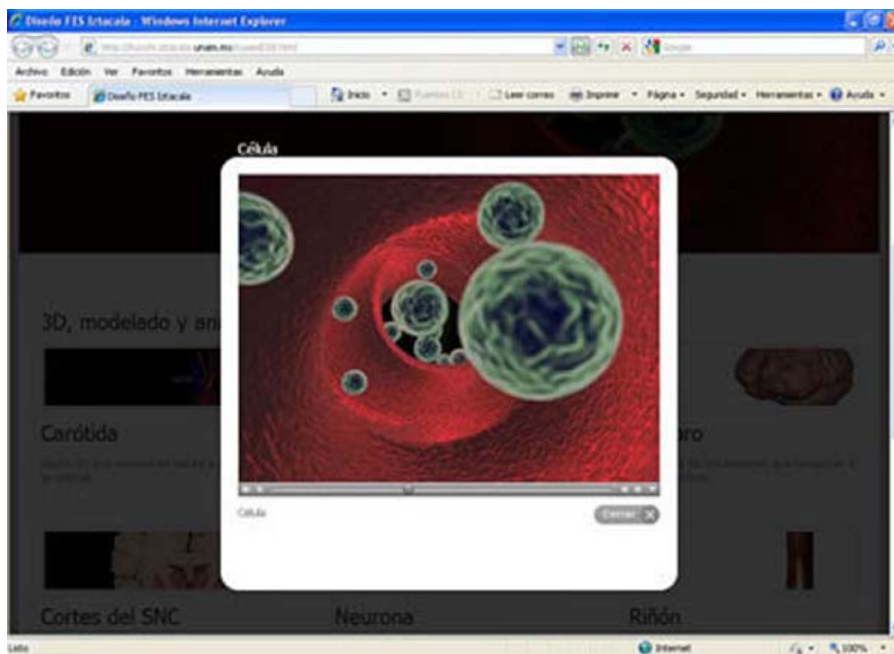 Diseño FES Iztacala - Windows Internet Explorer
unam.mx
Google
Archivo Edición Ver Favoritos Herramientas Ayuda
Favoritos Diseño FES Iztacala Inicio Leer correo Imprimir Página Seguridad Herramientas Ayuda
Célula
3D, modelado y an
Carótida
ro
Célula
Cerrar X
Cortes del SNC Neurona Riñón
Listo Internet 100%